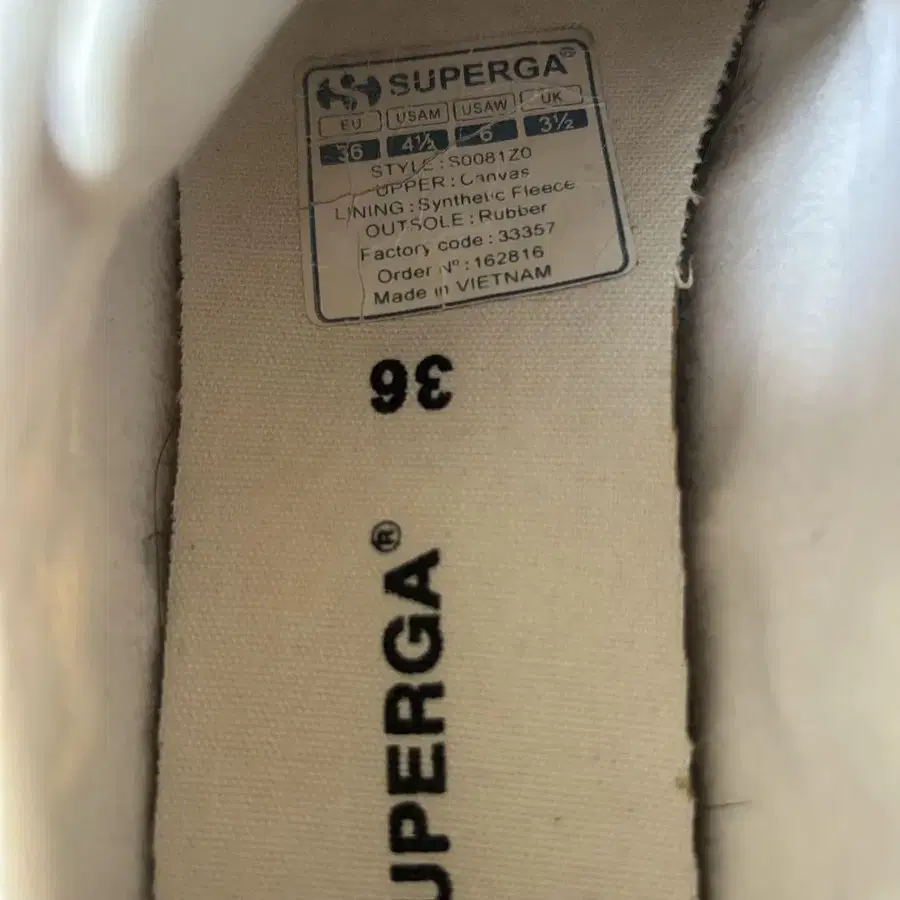 SUPERGA®
EU USAM USAW UK
36 4½ 6 3½
STYLE : S0081Z0
UPPER : Canvas
LINING : Synthetic Fleece
OUTSOLE : Rubber
Factory code : 33357
Order Nº : 162816
Made in VIETNAM
36
UPERGA®